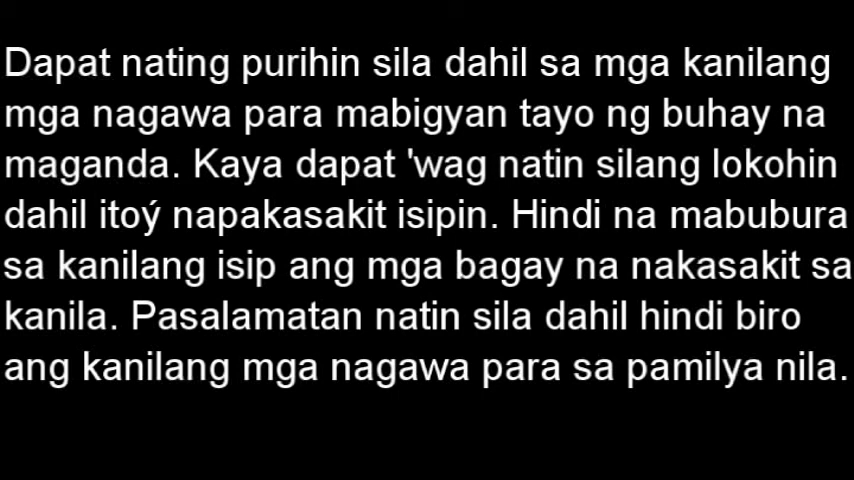 Dapat nating purihin sila dahil sa mga kanilang
mga nagawa para mabigyan tayo ng buhay na
maganda. Kaya dapat 'wag natin silang lokohin
dahil itoý napakasakit isipin. Hindi na mabubura
sa kanilang isip ang mga bagay na nakasakit sa
kanila. Pasalamatan natin sila dahil hindi biro
ang kanilang mga nagawa para sa pamilya nila.